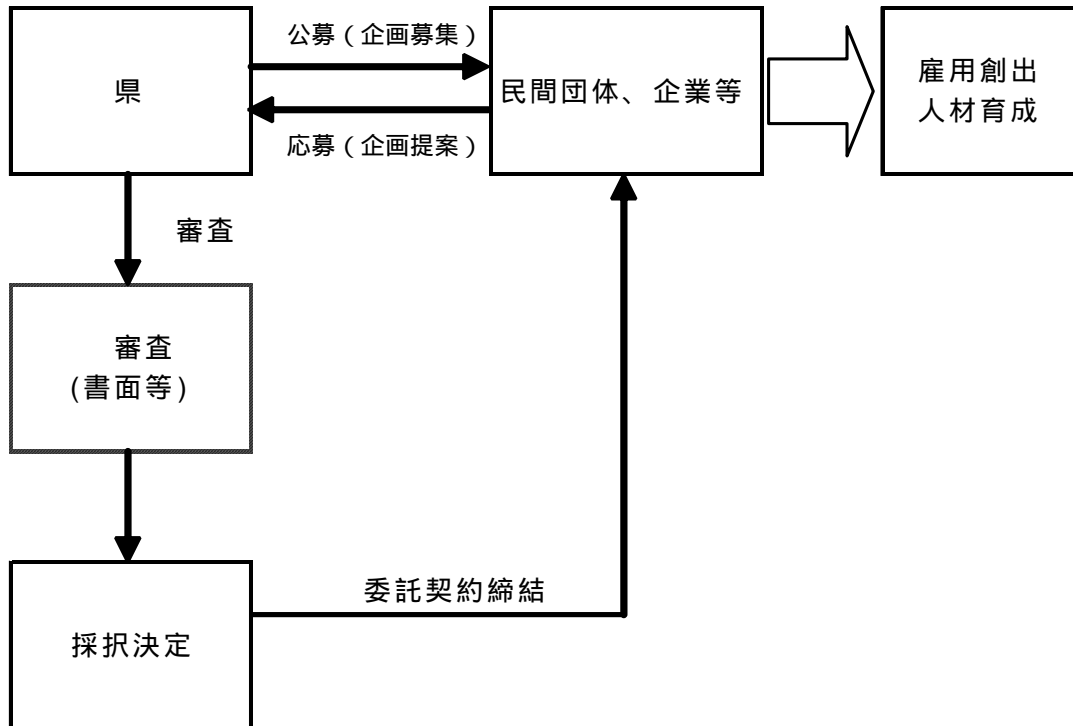 公募（企画募集）
県
民間団体、企業等
雇用創出
人材育成
応募（企画提案）
審査
審査
(書面等)
委託契約締結
採択決定